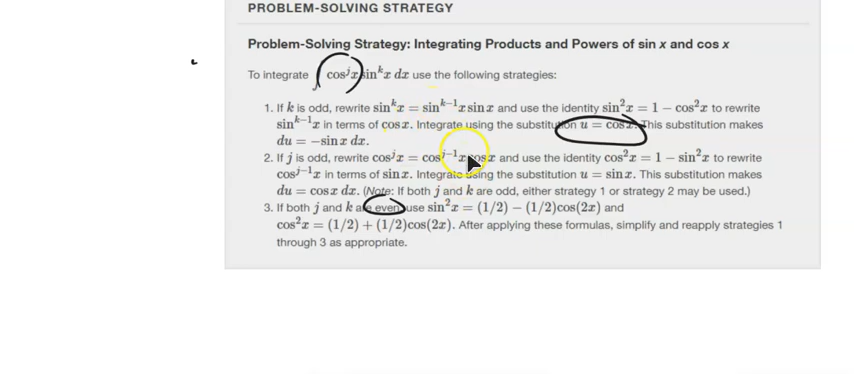 PROBLEM-SOLVING STRATEGY
Problem-Solving Strategy: Integrating Products and Powers of sin x and cos x
To integrate ∫ cosʲx sinᵏx dx use the following strategies:
1. If k is odd, rewrite sinᵏx = sinᵏ⁻¹x sin x and use the identity sin²x = 1 − cos²x to rewrite
sinᵏ⁻¹x in terms of cos x. Integrate using the substitution u = cos x. This substitution makes
du = −sin x dx.
2. If j is odd, rewrite cosʲx = cosʲ⁻¹x cos x and use the identity cos²x = 1 − sin²x to rewrite
cosʲ⁻¹x in terms of sin x. Integrate using the substitution u = sin x. This substitution makes
du = cos x dx. (Note: If both j and k are odd, either strategy 1 or strategy 2 may be used.)
3. If both j and k are even, use sin²x = (1/2) − (1/2)cos(2x) and
cos²x = (1/2) + (1/2)cos(2x). After applying these formulas, simplify and reapply strategies 1
through 3 as appropriate.